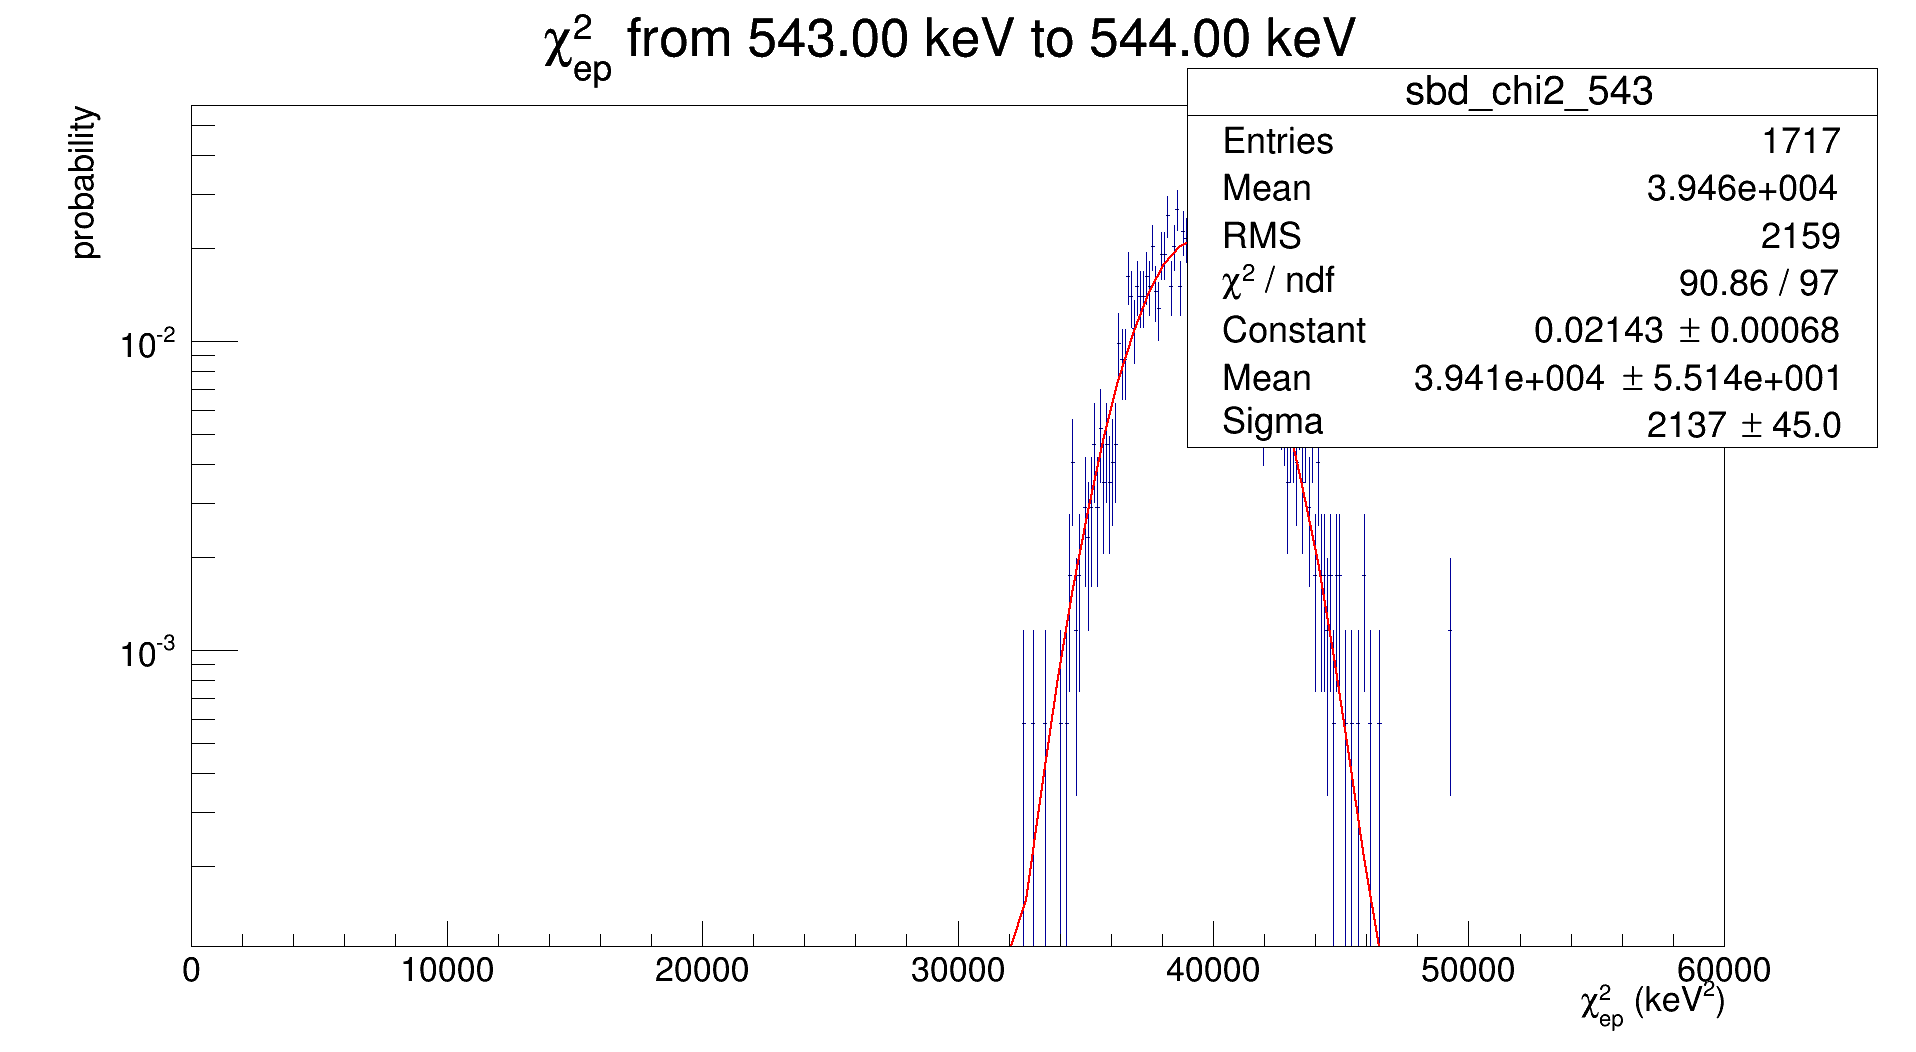 χ²ep from 543.00 keV to 544.00 keV
probability
sbd_chi2_543
Entries 1717
Mean 3.946e+004
RMS 2159
χ² / ndf 90.86 / 97
Constant 0.02143 ± 0.00068
Mean 3.941e+004 ± 5.514e+001
Sigma 2137 ± 45.0
10⁻²
10⁻³
0 10000 20000 30000 40000 50000 60000
χ²ep (keV²)